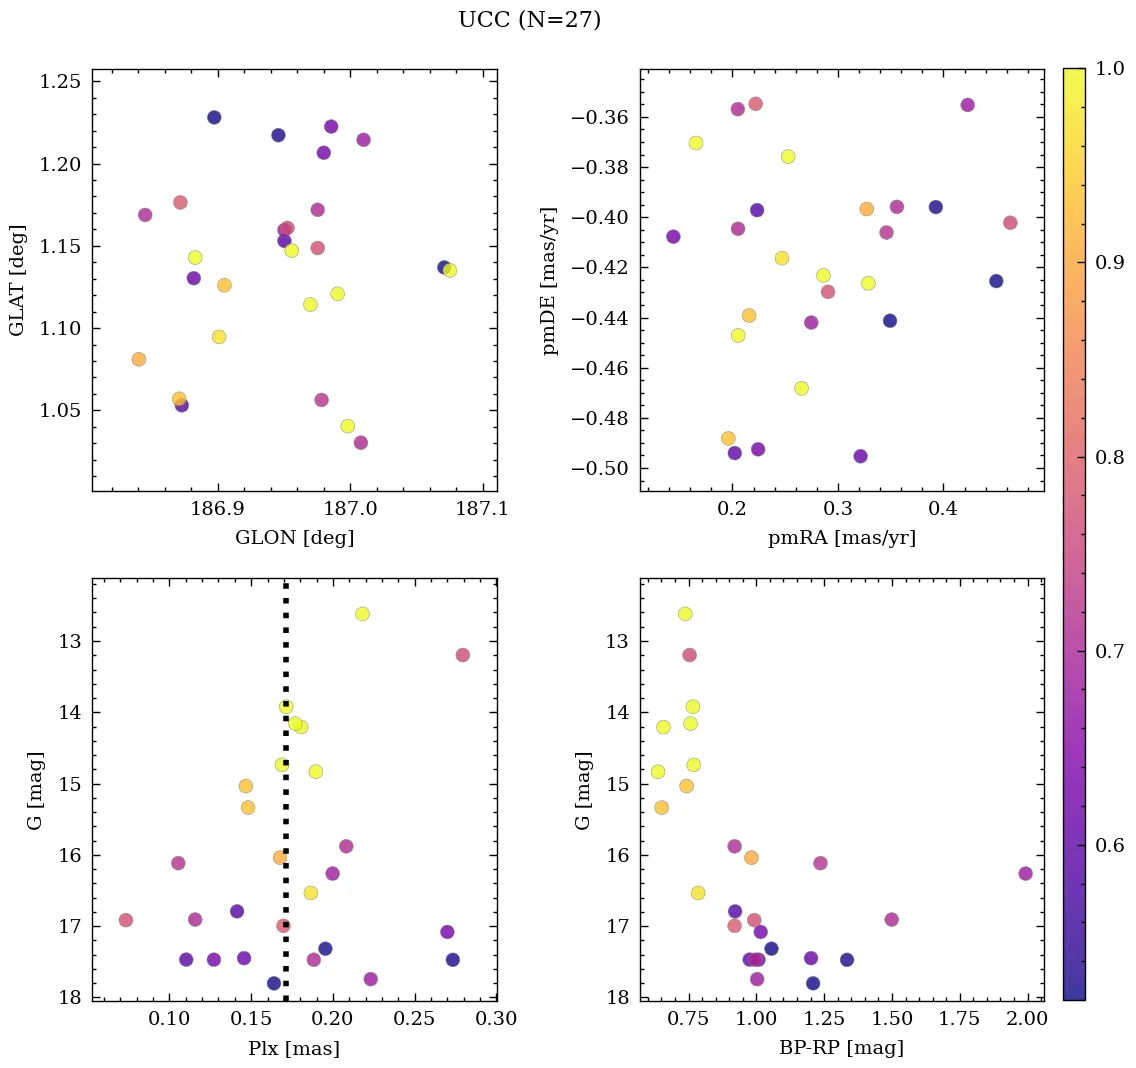 UCC (N=27)
1.25
1.20
1.15
1.10
1.05
GLAT [deg]
186.9 187.0 187.1
GLON [deg]
−0.36
−0.38
−0.40
−0.42
−0.44
−0.46
−0.48
−0.50
pmDE [mas/yr]
0.2 0.3 0.4
pmRA [mas/yr]
13
14
15
16
17
18
G [mag]
0.10 0.15 0.20 0.25 0.30
Plx [mas]
13
14
15
16
17
18
G [mag]
0.75 1.00 1.25 1.50 1.75 2.00
BP-RP [mag]
1.0
0.9
0.8
0.7
0.6